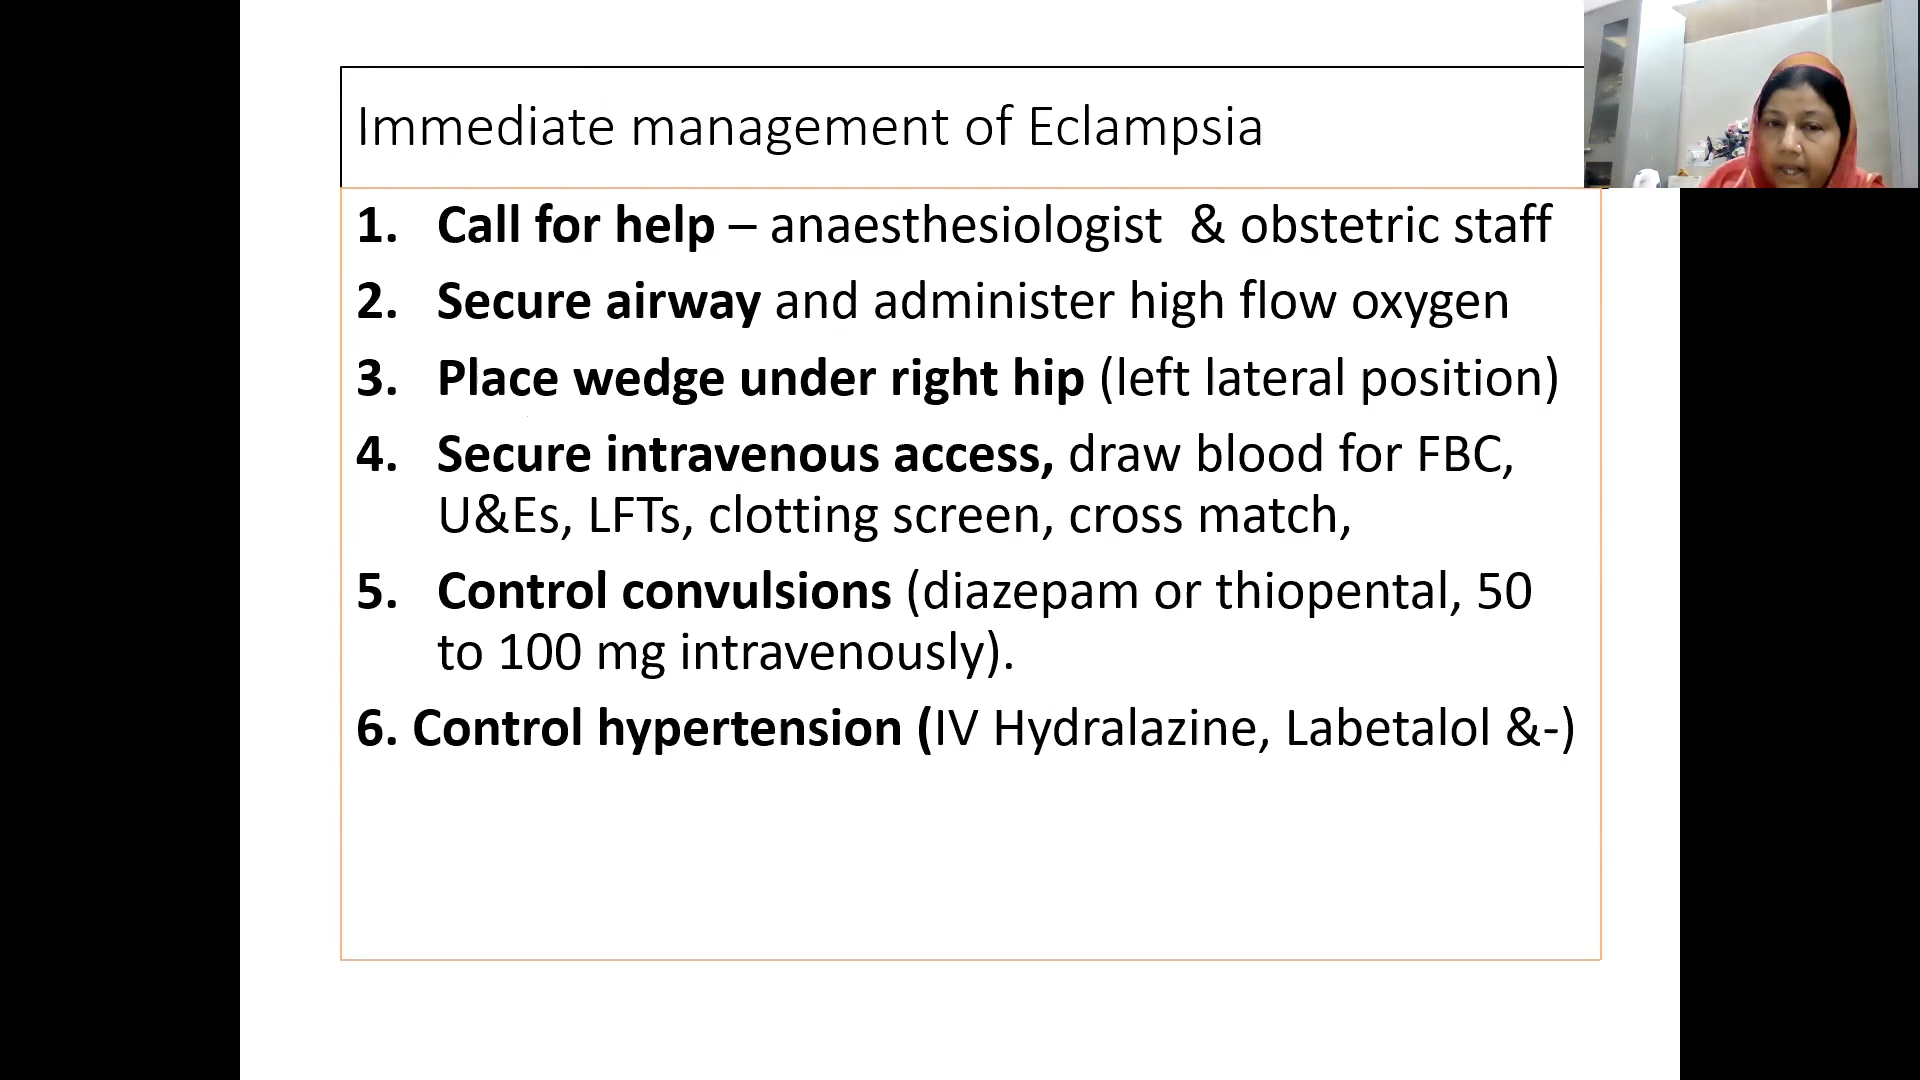 Immediate management of Eclampsia
1. Call for help – anaesthesiologist & obstetric staff
2. Secure airway and administer high flow oxygen
3. Place wedge under right hip (left lateral position)
4. Secure intravenous access, draw blood for FBC,
U&Es, LFTs, clotting screen, cross match,
5. Control convulsions (diazepam or thiopental, 50
to 100 mg intravenously).
6. Control hypertension (IV Hydralazine, Labetalol &-)